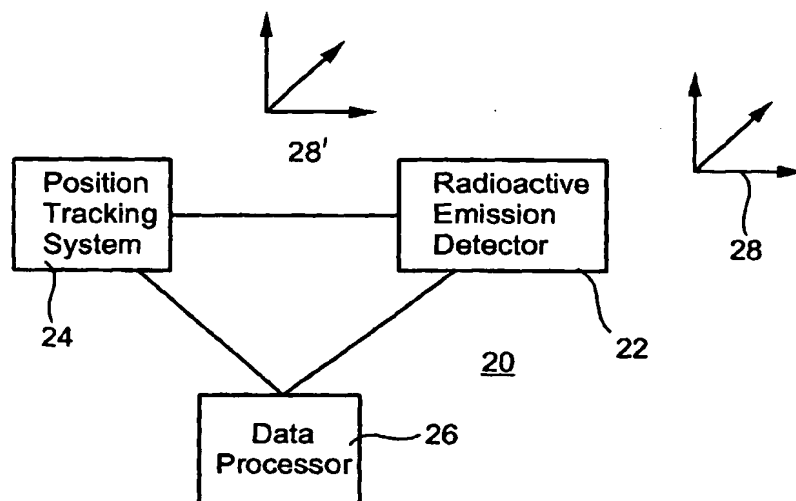 28'
Position
Tracking
System
Radioactive
Emission
Detector
28
24
22
20
Data
Processor
26